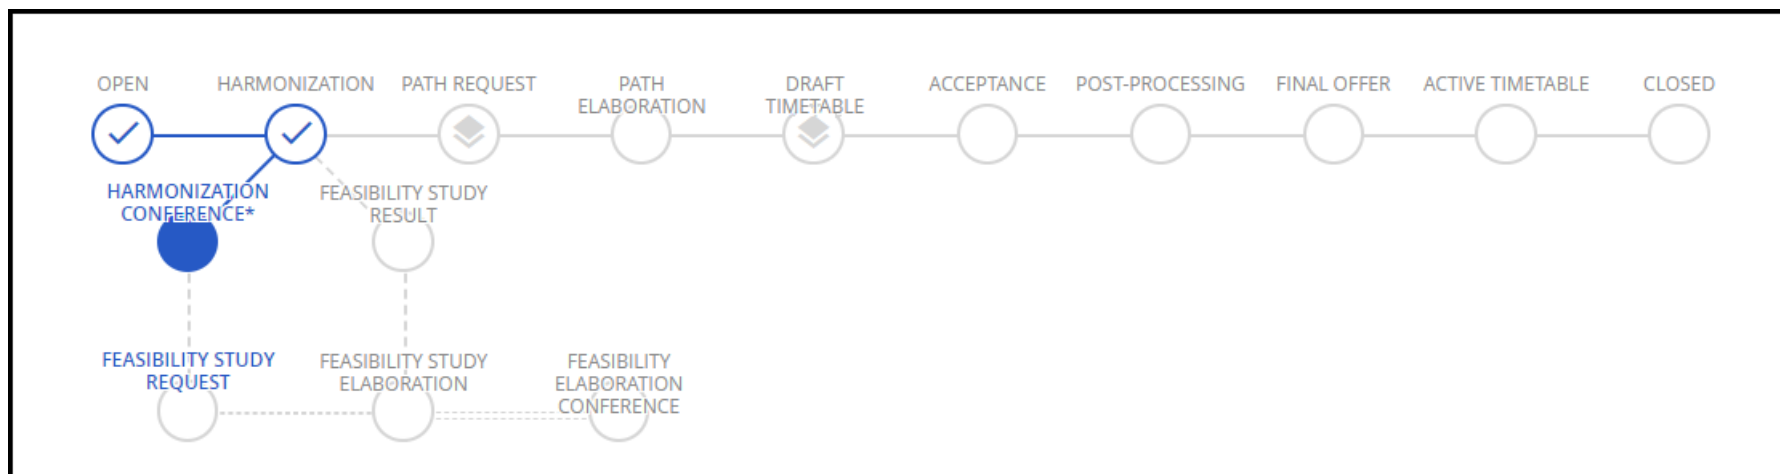 OPEN
HARMONIZATION
PATH REQUEST
PATH
ELABORATION
DRAFT
TIMETABLE
ACCEPTANCE
POST-PROCESSING
FINAL OFFER
ACTIVE TIMETABLE
CLOSED
HARMONIZATION
CONFERENCE*
FEASIBILITY STUDY
RESULT
FEASIBILITY STUDY
REQUEST
FEASIBILITY STUDY
ELABORATION
FEASIBILITY
ELABORATION
CONFERENCE